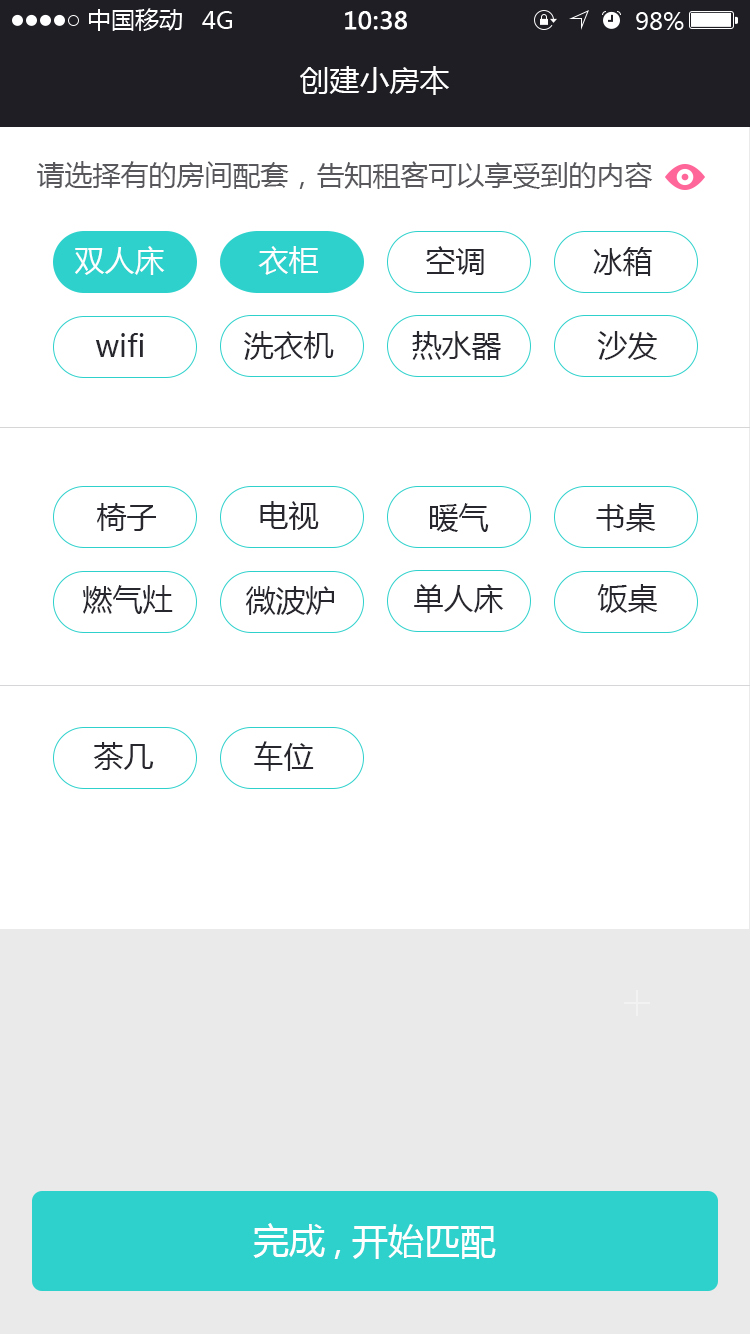 中国移动 4G 10:38 98%
创建小房本
请选择有的房间配套，告知租客可以享受到的内容
双人床 衣柜 空调 冰箱
wifi 洗衣机 热水器 沙发
椅子 电视 暖气 书桌
燃气灶 微波炉 单人床 饭桌
茶几 车位
完成，开始匹配